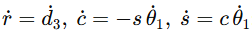 ṙ = ḋ₃, ċ = −s θ̇₁, ṡ = c θ̇₁